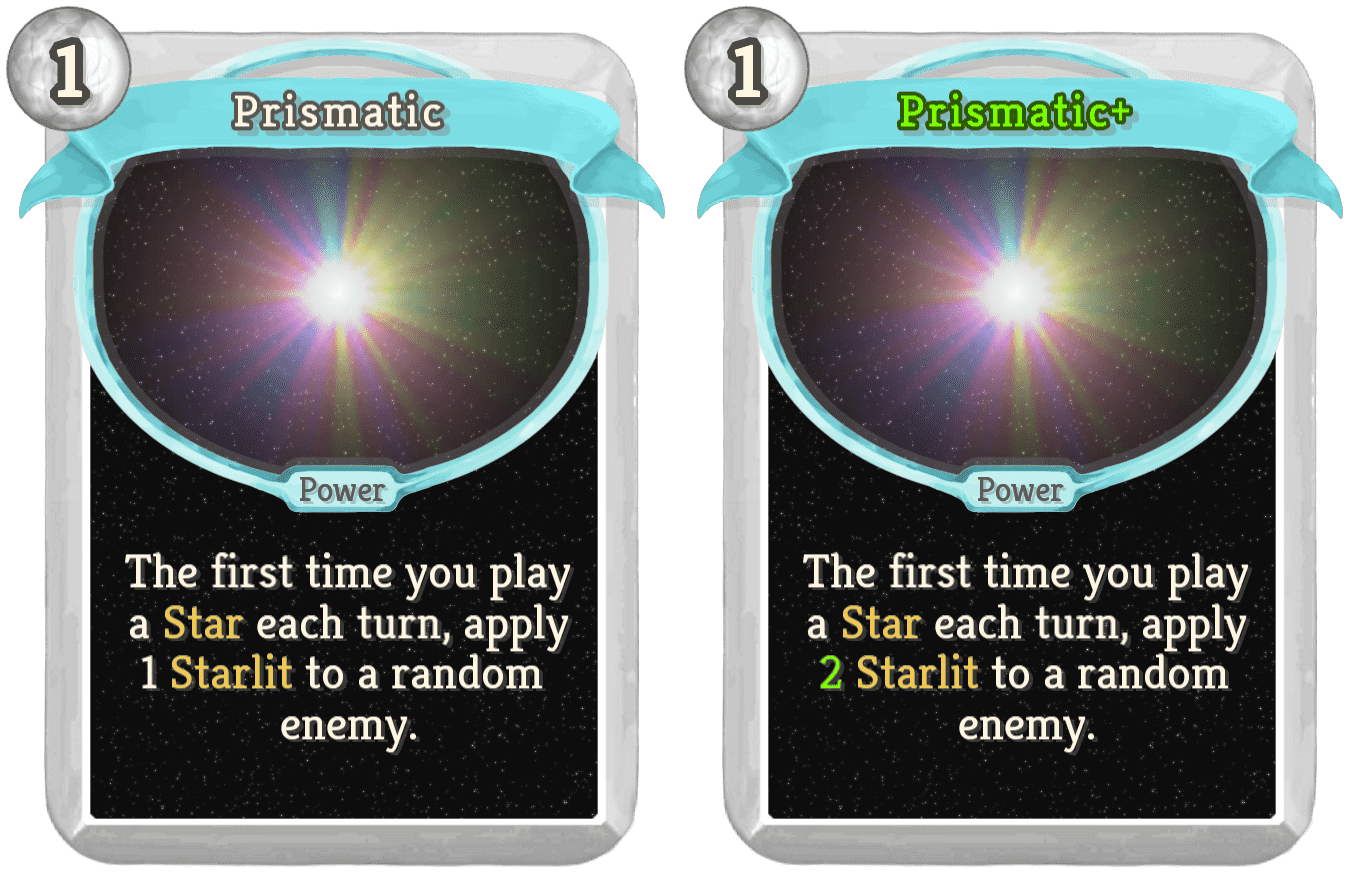 1
Prismatic
Power
The first time you play
a Star each turn, apply
1 Starlit to a random
enemy.
1
Prismatic+
Power
The first time you play
a Star each turn, apply
2 Starlit to a random
enemy.